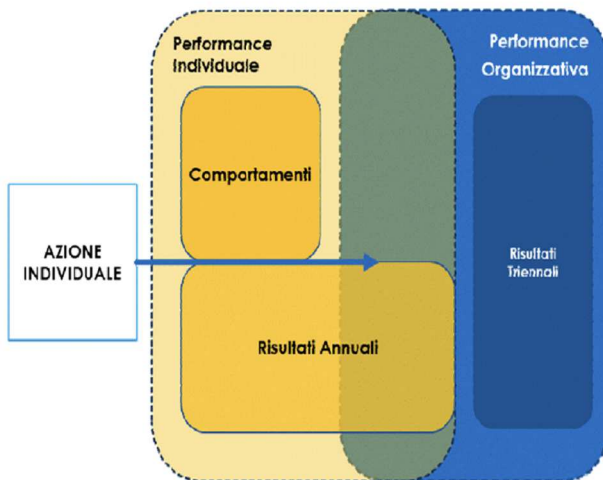 Performance
Individuale
Performance
Organizzativa
Comportamenti
AZIONE
INDIVIDUALE
Risultati
Triennali
Risultati Annuali